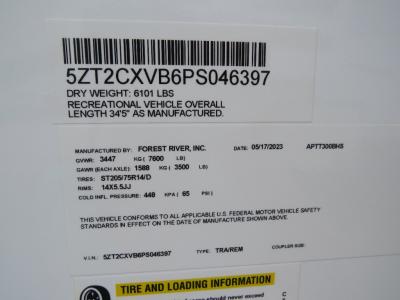 5ZT2CXVB6PS046397
DRY WEIGHT: 6101 LBS
RECREATIONAL VEHICLE OVERALL
LENGTH 34'5" AS MANUFACTURED.
MANUFACTURED BY: FOREST RIVER, INC. DATE: 05/17/2023 APTT300BHS
GVWR: 3447 KG ( 7600 LB)
GAWR (EACH AXLE): 1588 KG ( 3500 LB)
TIRES: ST205/75R14/D
RIMS: 14X5.5JJ
COLD INFL. PRESSURE: 448 KPA ( 65 PSI )
THIS VEHICLE CONFORMS TO ALL APPLICABLE U.S. FEDERAL MOTOR VEHICLE SAFETY
STANDARDS IN EFFECT ON THE DATE OF MANUFACTURE SHOWN ABOVE.
V.I.N.: 5ZT2CXVB6PS046397 TYPE: TRA/REM COUPLER SIZE:
TIRE AND LOADING INFORMATION
should never exceed